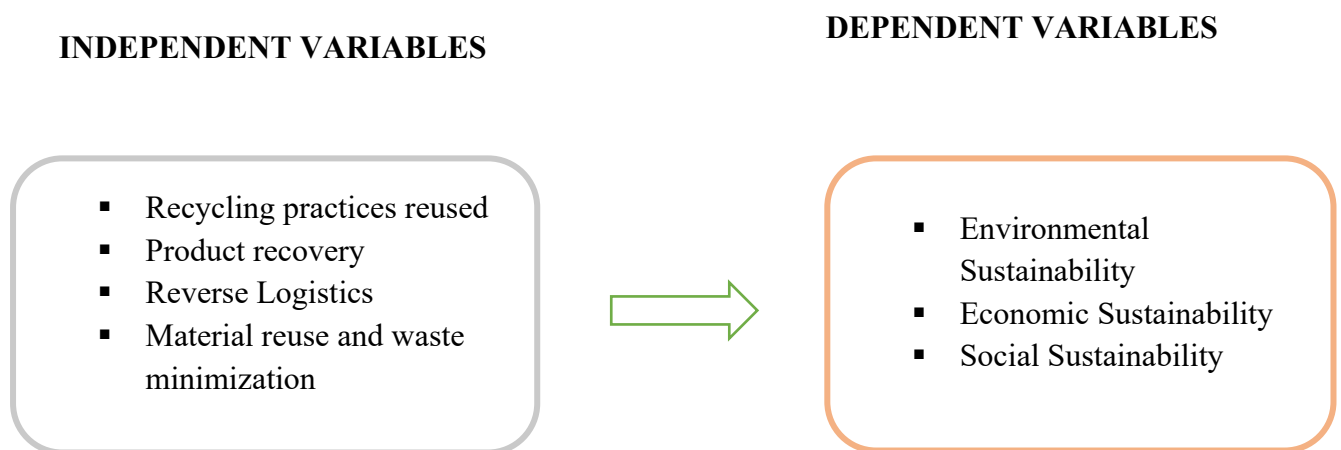 INDEPENDENT VARIABLES
DEPENDENT VARIABLES
▪ Recycling practices reused
▪ Product recovery
▪ Reverse Logistics
▪ Material reuse and waste
minimization
▪ Environmental
Sustainability
▪ Economic Sustainability
▪ Social Sustainability